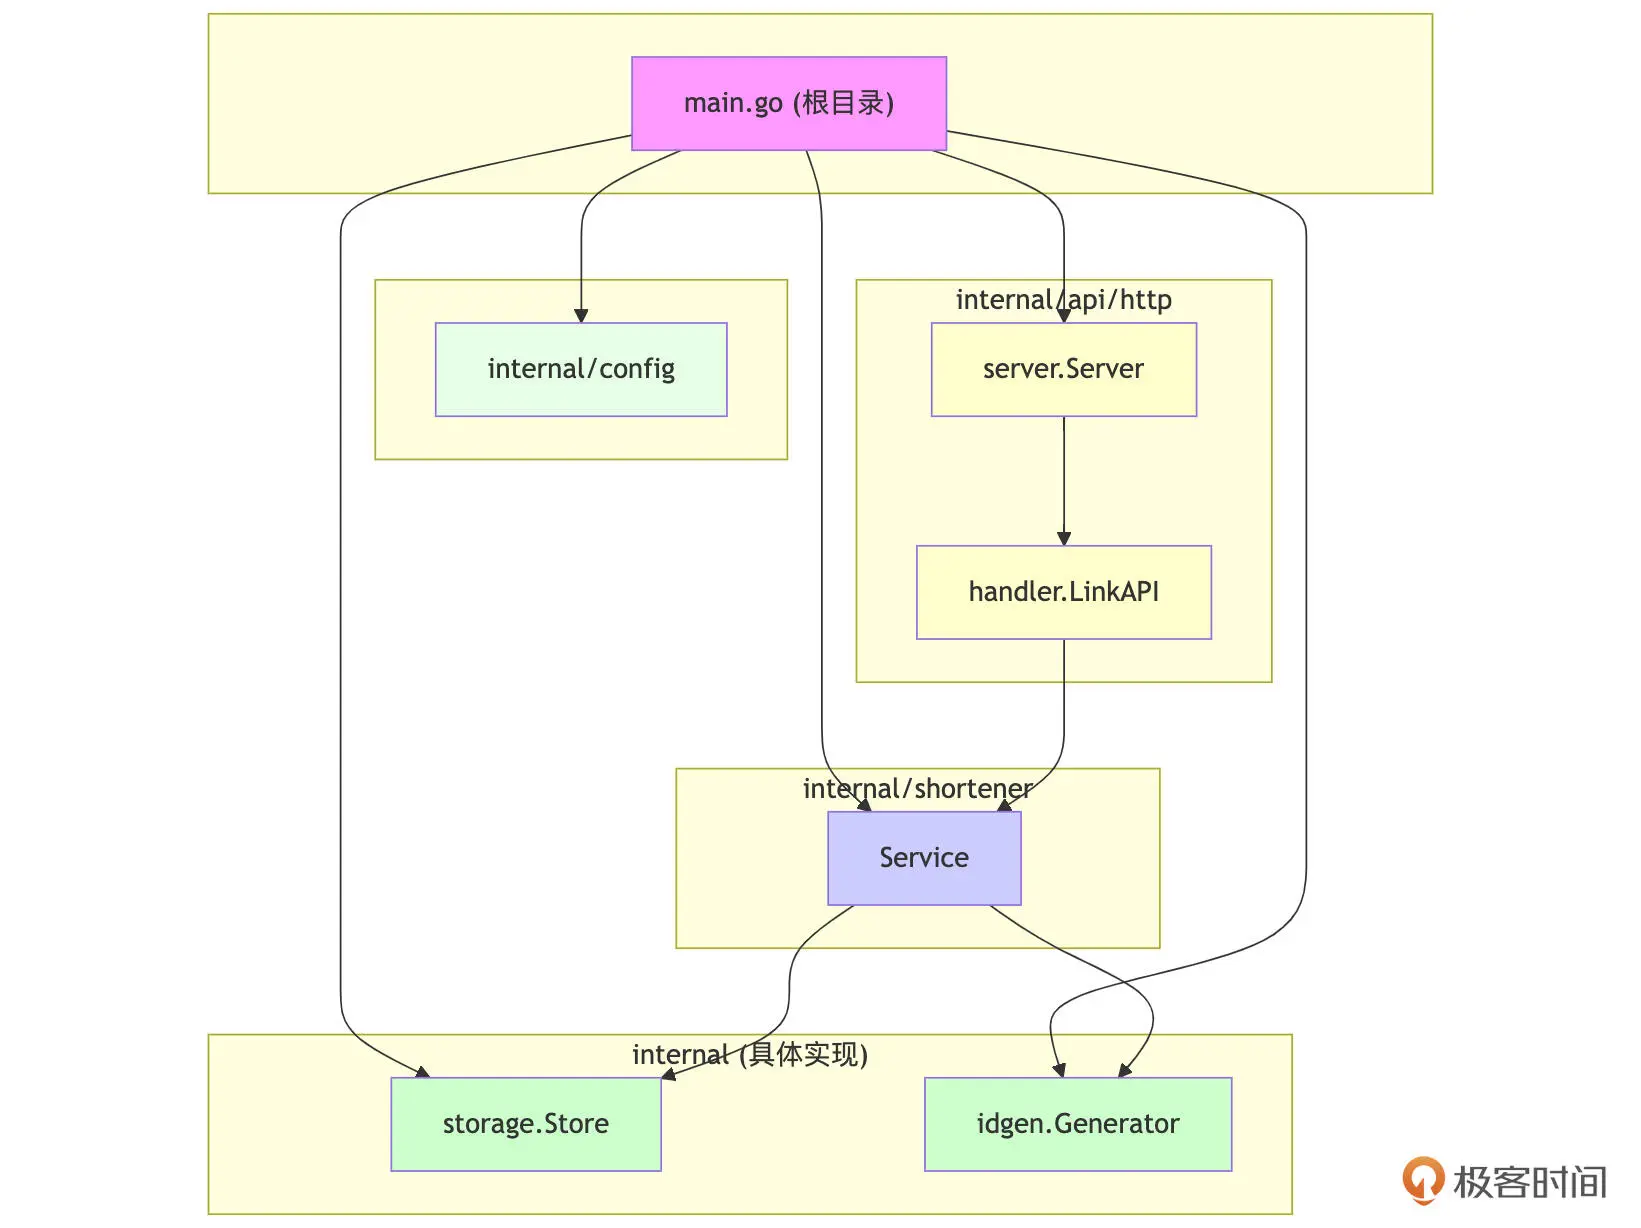 main.go (根目录)
internal/api/http
internal/config
server.Server
handler.LinkAPI
internal/shortener
Service
internal (具体实现)
storage.Store
idgen.Generator
极客时间